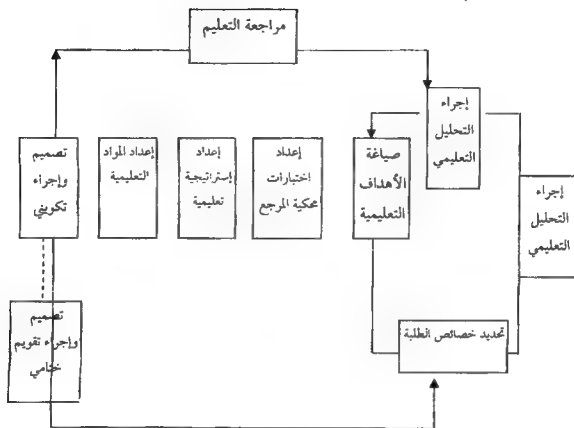 مراجعة التعليم
إجراء
التحليل
التعليمي
إجراء
التحليل
التعليمي
صياغة
الأهداف
التعليمية
إعداد
اختبارات
محكية المرجع
إعداد
إستراتيجية
تعليمية
إعداد المواد
التعليمية
تصميم
وإجراء
تكويني
تحديد خصائص الطلبة
تصميم
وإجراء تقويم
ختامي